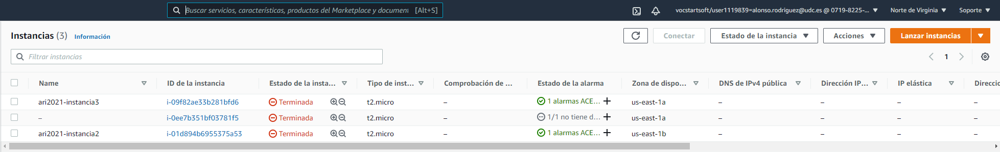 Buscar servicios, características, productos del Marketplace y document [Alt+S] vocstartsoft/user1119839=alonso.rodriguez@udc.es @ 0719-8225-... Norte de Virginia Soporte
Instancias (3) Información Conectar Estado de la instancia Acciones Lanzar instancias
Filtrar instancias 1
Name ID de la instancia Estado de la insta... Tipo de inst... Comprobación de ... Estado de la alarma Zona de dispo... DNS de IPv4 pública Dirección IP... IP elástica Direccio
ari2021-instancia3 i-09f82ae33b281bfd6 Terminada t2.micro – 1 alarmas ACE... us-east-1a – – – –
– i-0ee7b351bf03781f5 Terminada t2.micro – 1/1 no tiene d... us-east-1a – – – –
ari2021-instancia2 i-01d894b6955375a53 Terminada t2.micro – 1 alarmas ACE... us-east-1b – – – –